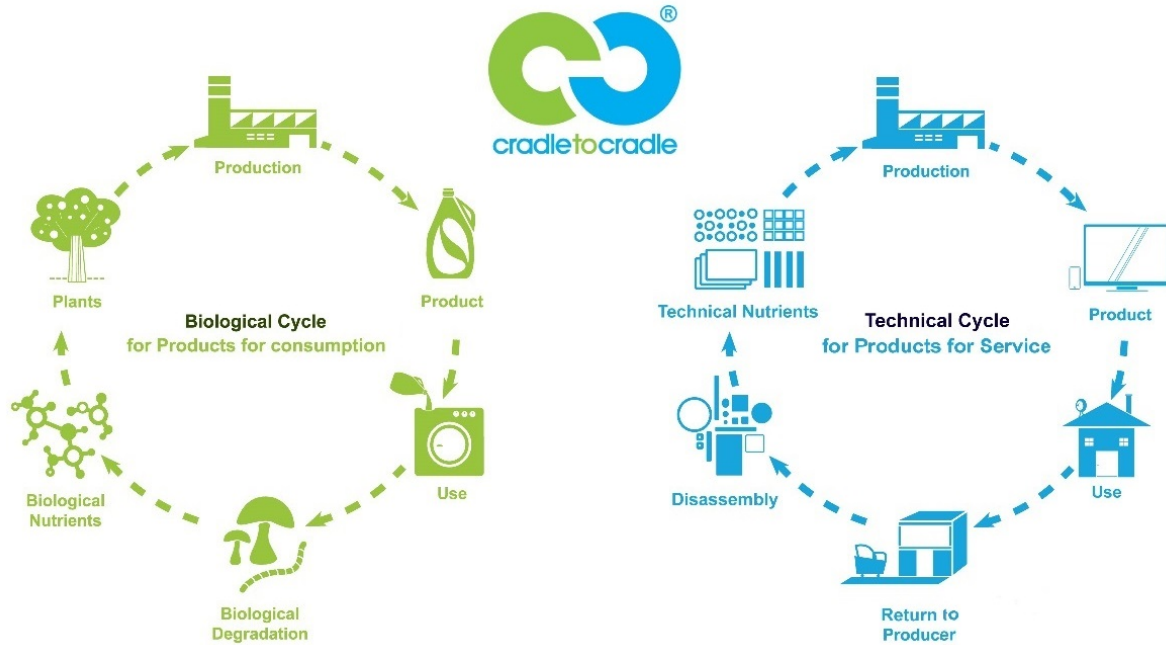 ®
cradletocradle
Production
Product
Use
Biological
Degradation
Biological
Nutrients
Plants
Biological Cycle
for Products for consumption
Production
Product
Use
Return to
Producer
Disassembly
Technical Nutrients
Technical Cycle
for Products for Service